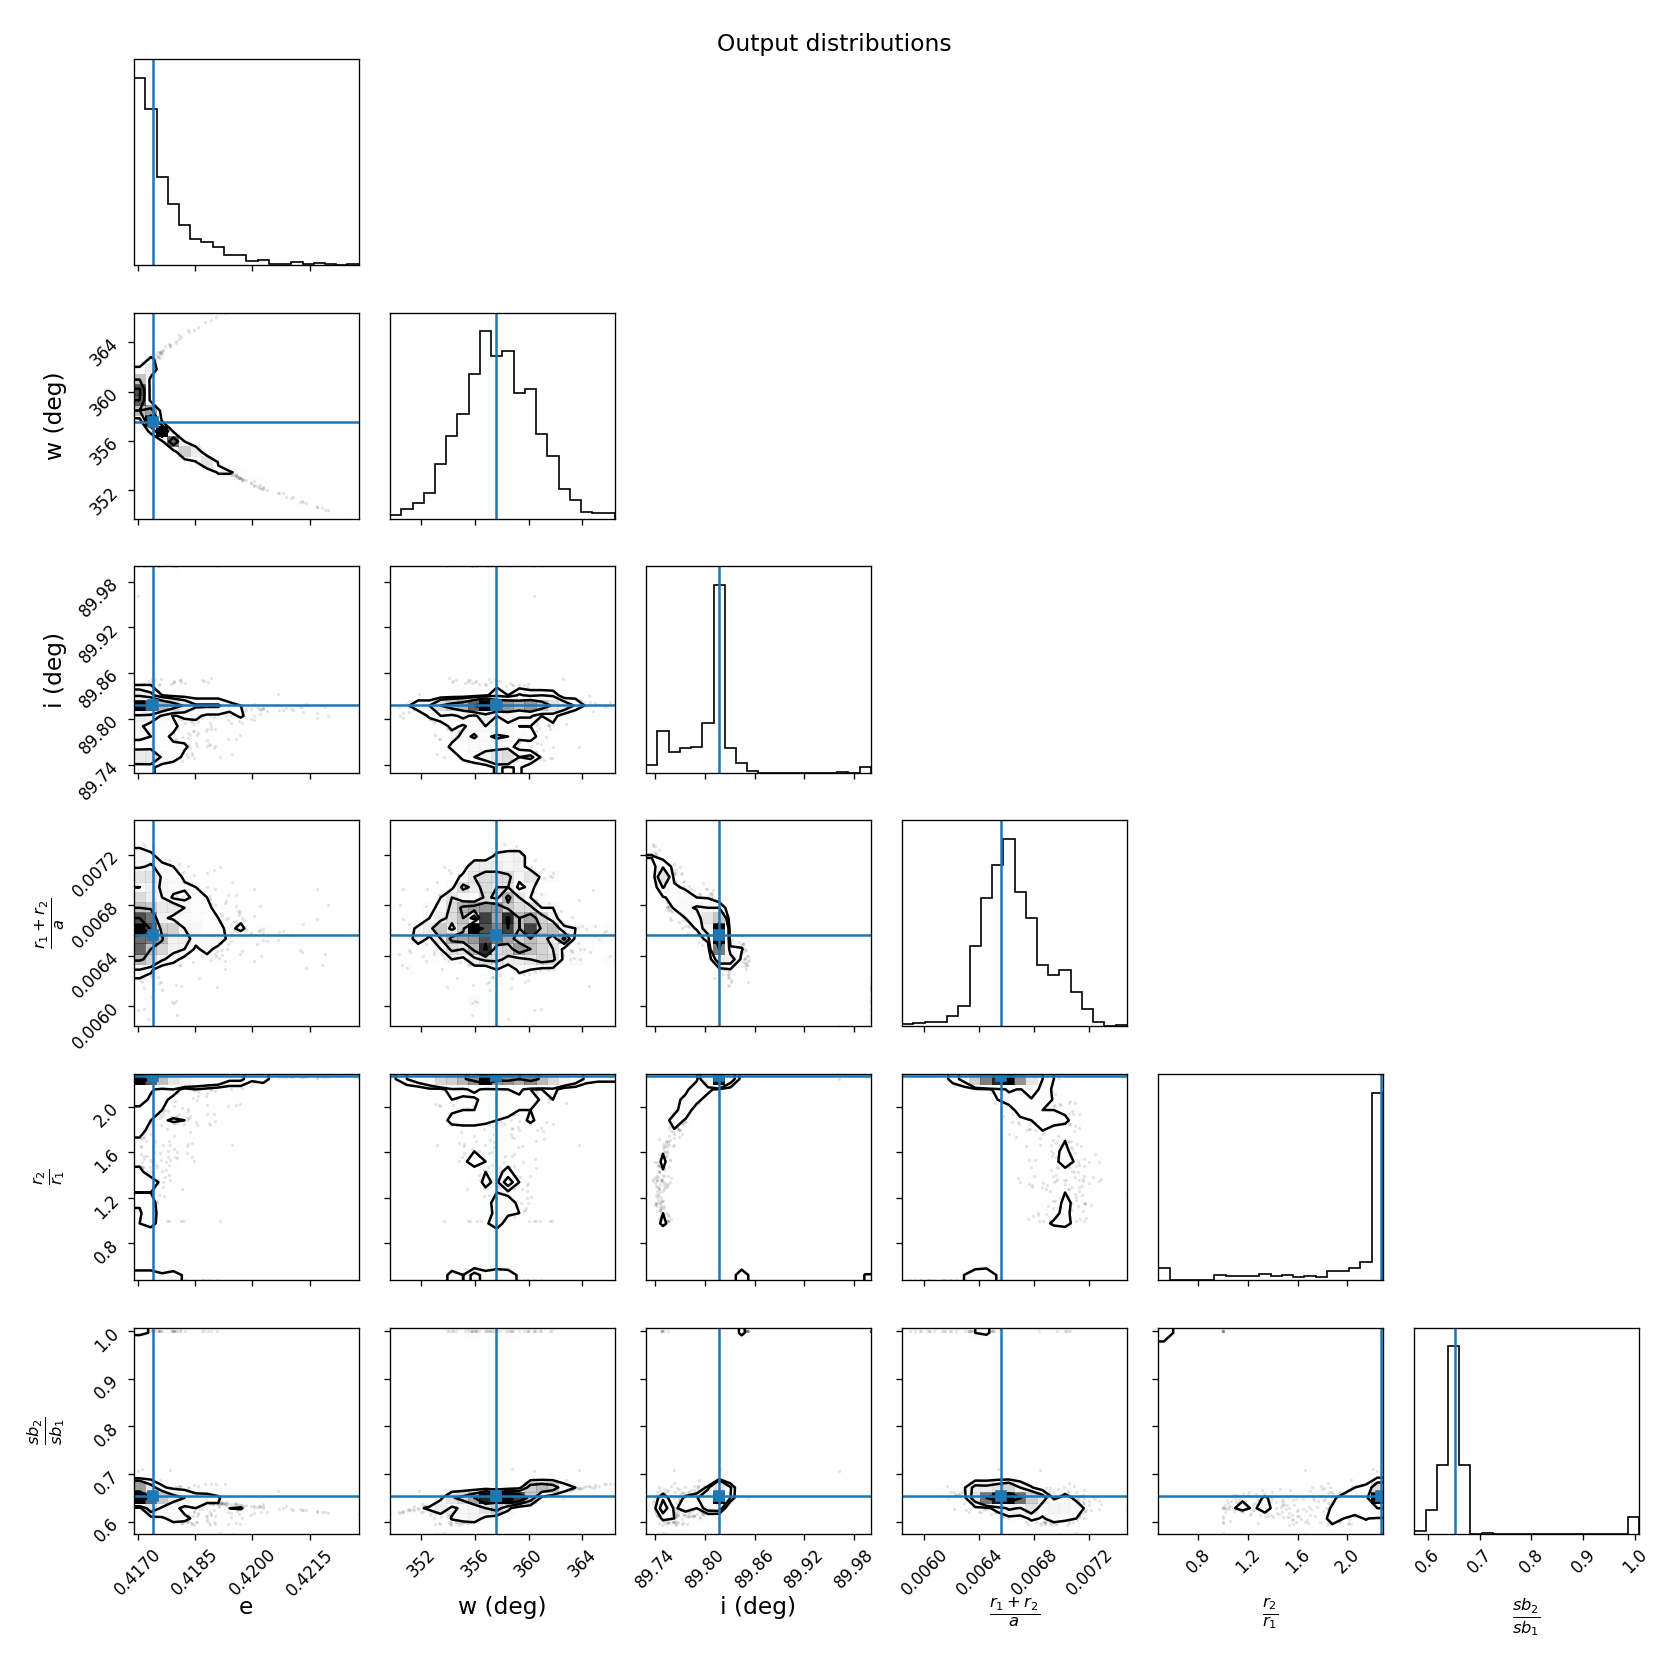 Output distributions
w (deg)
364
360
356
352
i (deg)
89.98
89.92
89.86
89.80
89.74
r₁ + r₂
a
0.0072
0.0068
0.0064
0.0060
r₂
r₁
2.0
1.6
1.2
0.8
sb₂
sb₁
1.0
0.9
0.8
0.7
0.6
0.4170 0.4185 0.4200 0.4215
352 356 360 364
89.74 89.80 89.86 89.92 89.98
0.0060 0.0064 0.0068 0.0072
0.8 1.2 1.6 2.0
0.6 0.7 0.8 0.9 1.0
e
w (deg)
i (deg)
r₁ + r₂
a
r₂
r₁
sb₂
sb₁